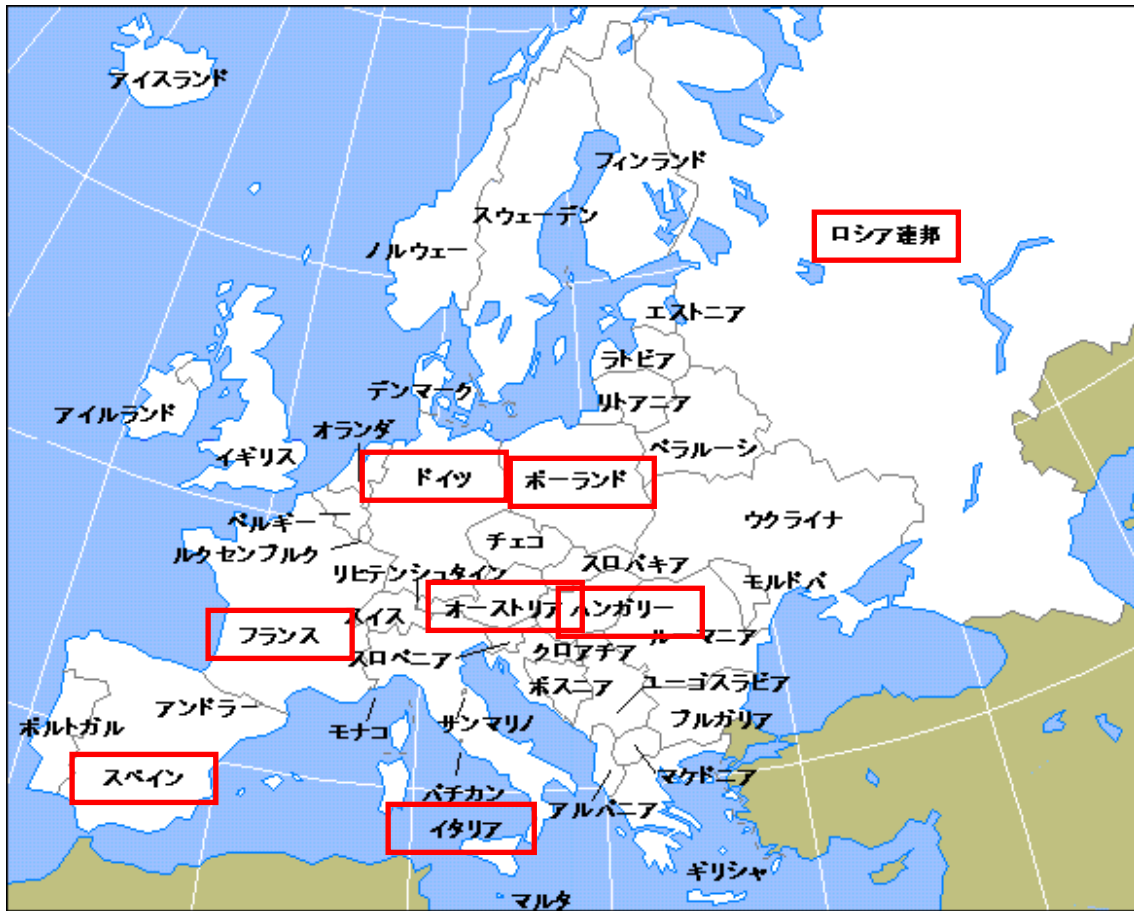 アイスランド
フィンランド
スウェーデン
ロシア連邦
ノルウェー
エストニア
ラトビア
デンマーク
リトアニア
アイルランド
オランダ
ベラルーシ
イギリス
ドイツ
ポーランド
ベルギー
ウクライナ
チェコ
ルクセンブルク
スロバキア
リヒテンシュタイン
モルドバ
オーストリア
ハンガリー
スイス
フランス
ルーマニア
スロベニア
クロアチア
ボスニア
ユーゴスラビア
アンドラー
ポルトガル
モナコ
サンマリノ
ブルガリア
スペイン
マケドニア
バチカン
アルバニア
イタリア
ギリシャ
マルタ